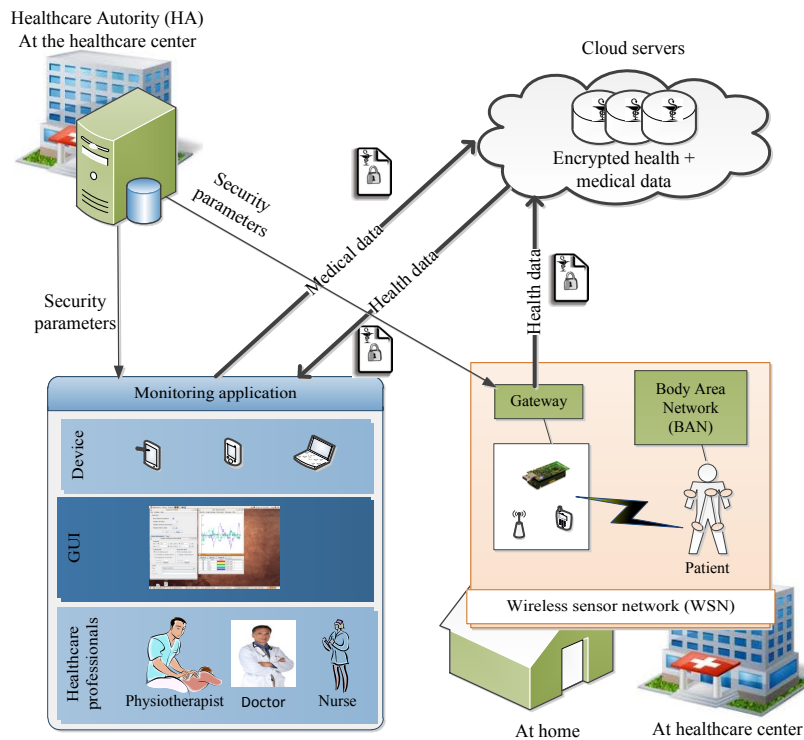 Healthcare Autority (HA)
At the healthcare center
Cloud servers
Encrypted health +
medical data
Security
parameters
Medical data
Health data
Health data
Security
parameters
Monitoring application
Device
GUI
Healthcare
professionals
Physiotherapist
Doctor
Nurse
Gateway
Body Area
Network
(BAN)
Patient
Wireless sensor network (WSN)
At home
At healthcare center